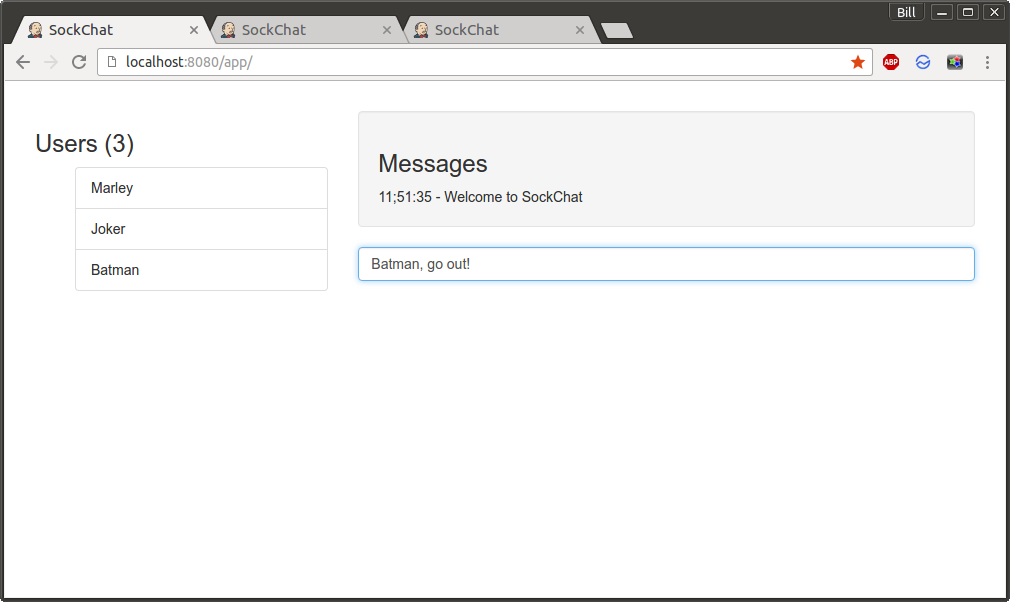 Bill
SockChat
SockChat
SockChat
localhost:8080/app/
ABP
Users (3)
Marley
Joker
Batman
Messages
11;51:35 - Welcome to SockChat
Batman, go out!